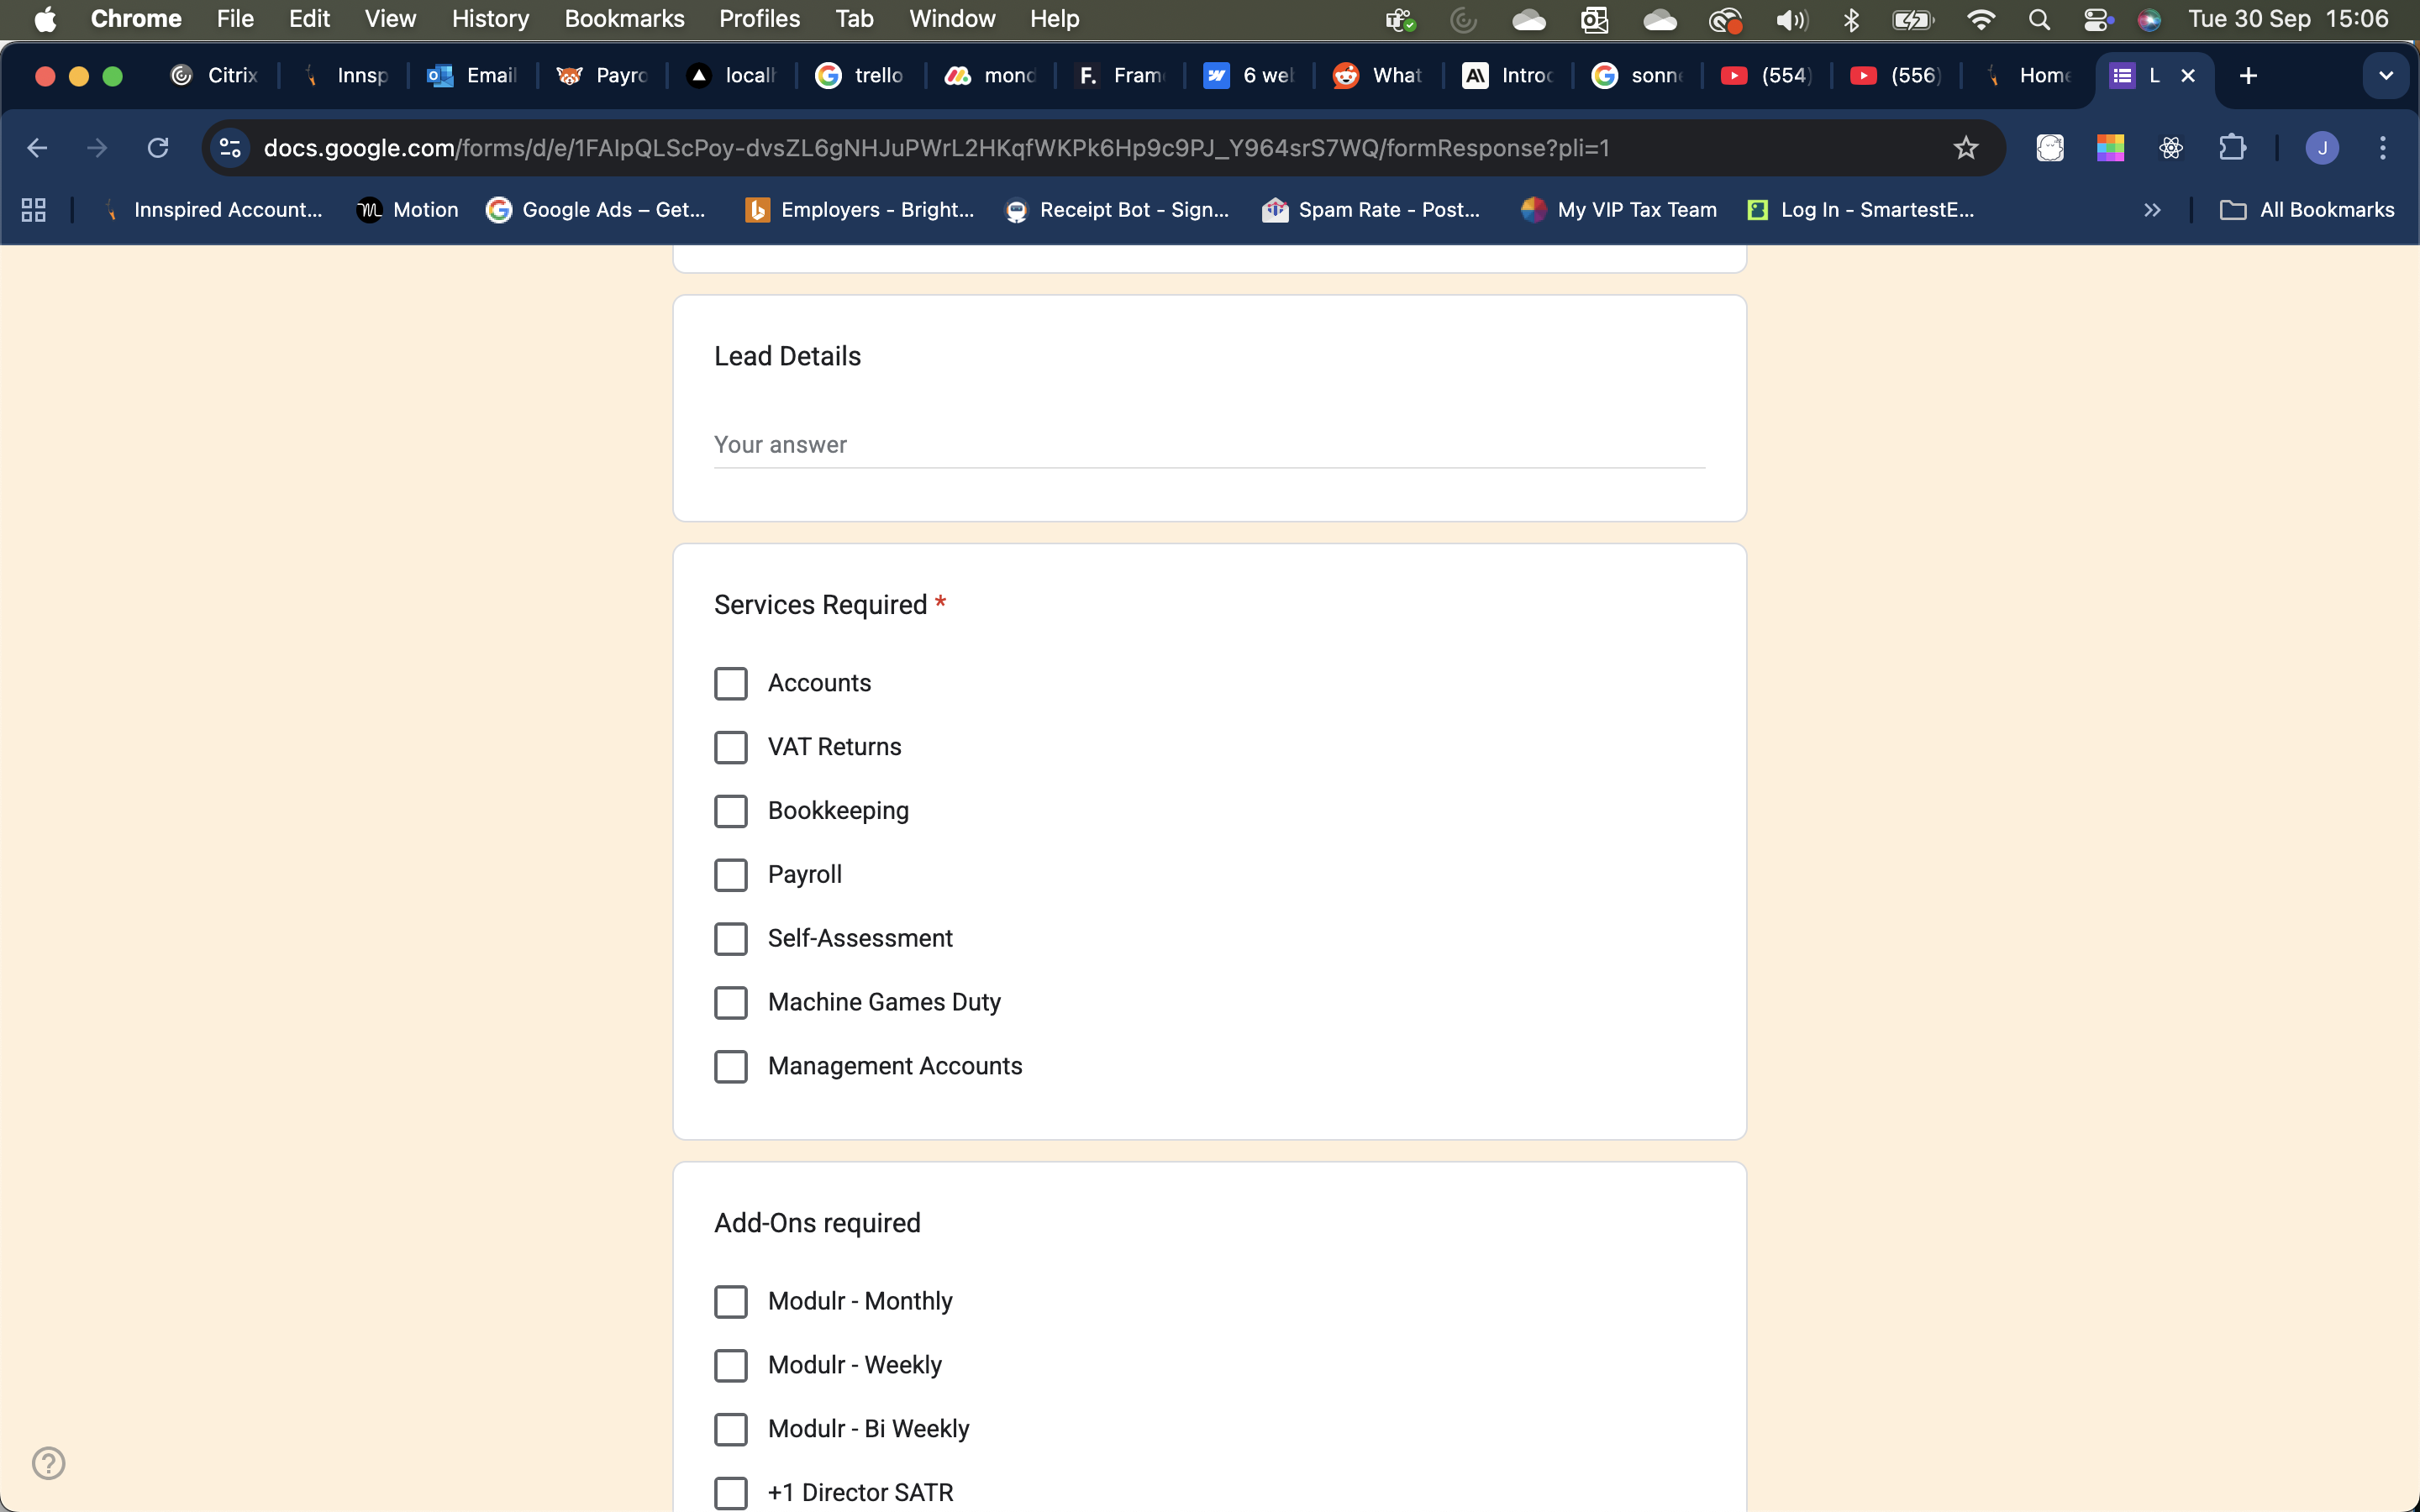 Chrome File Edit View History Bookmarks Profiles Tab Window Help Tue 30 Sep 15:06
Citrix Innsp Email Payro localh trello mond Frame 6 web What Introd sonne (554) (556) Home L
docs.google.com/forms/d/e/1FAIpQLScPoy-dvsZL6gNHJuPWrL2HKqfWKPk6Hp9c9PJ_Y964srS7WQ/formResponse?pli=1 J
Innspired Account... Motion Google Ads – Get... Employers - Bright... Receipt Bot - Sign... Spam Rate - Post... My VIP Tax Team Log In - SmartestE... All Bookmarks
Lead Details
Your answer
Services Required *
Accounts
VAT Returns
Bookkeeping
Payroll
Self-Assessment
Machine Games Duty
Management Accounts
Add-Ons required
Modulr - Monthly
Modulr - Weekly
Modulr - Bi Weekly
+1 Director SATR